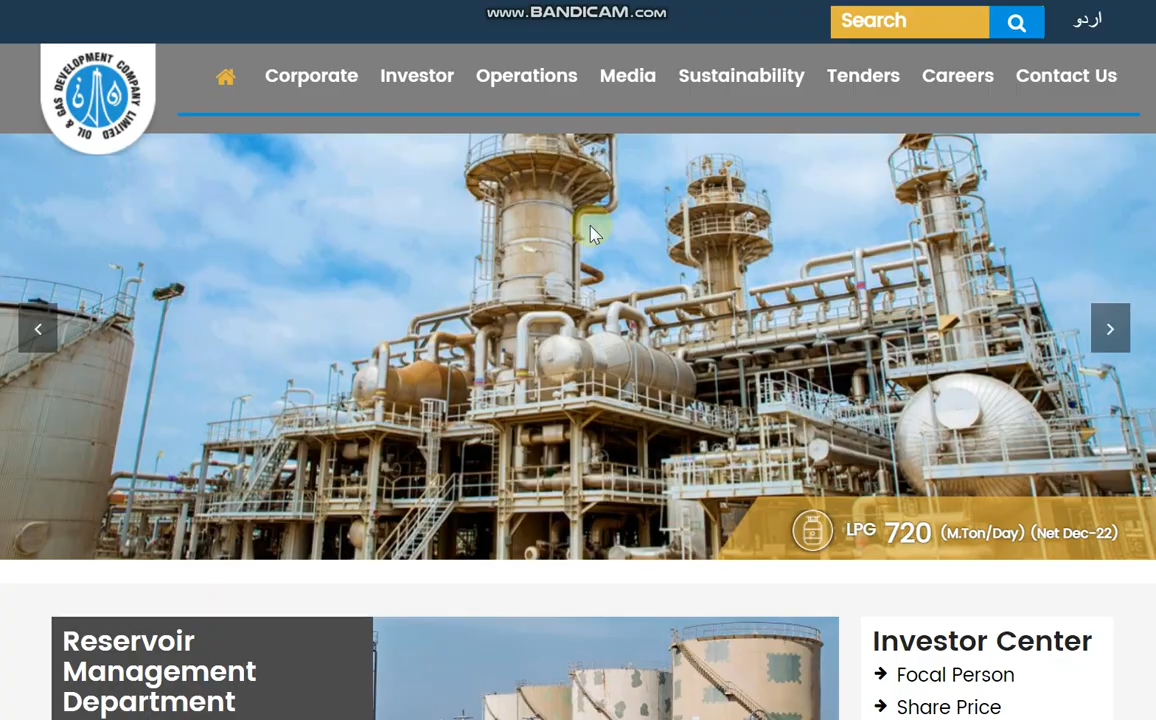 www.BANDICAM.com
Search
اردو
OIL & GAS DEVELOPMENT COMPANY LIMITED
Corporate Investor Operations Media Sustainability Tenders Careers Contact Us
LPG 720 (M.Ton/Day) (Net Dec-22)
Reservoir
Management
Department
Investor Center
Focal Person
Share Price